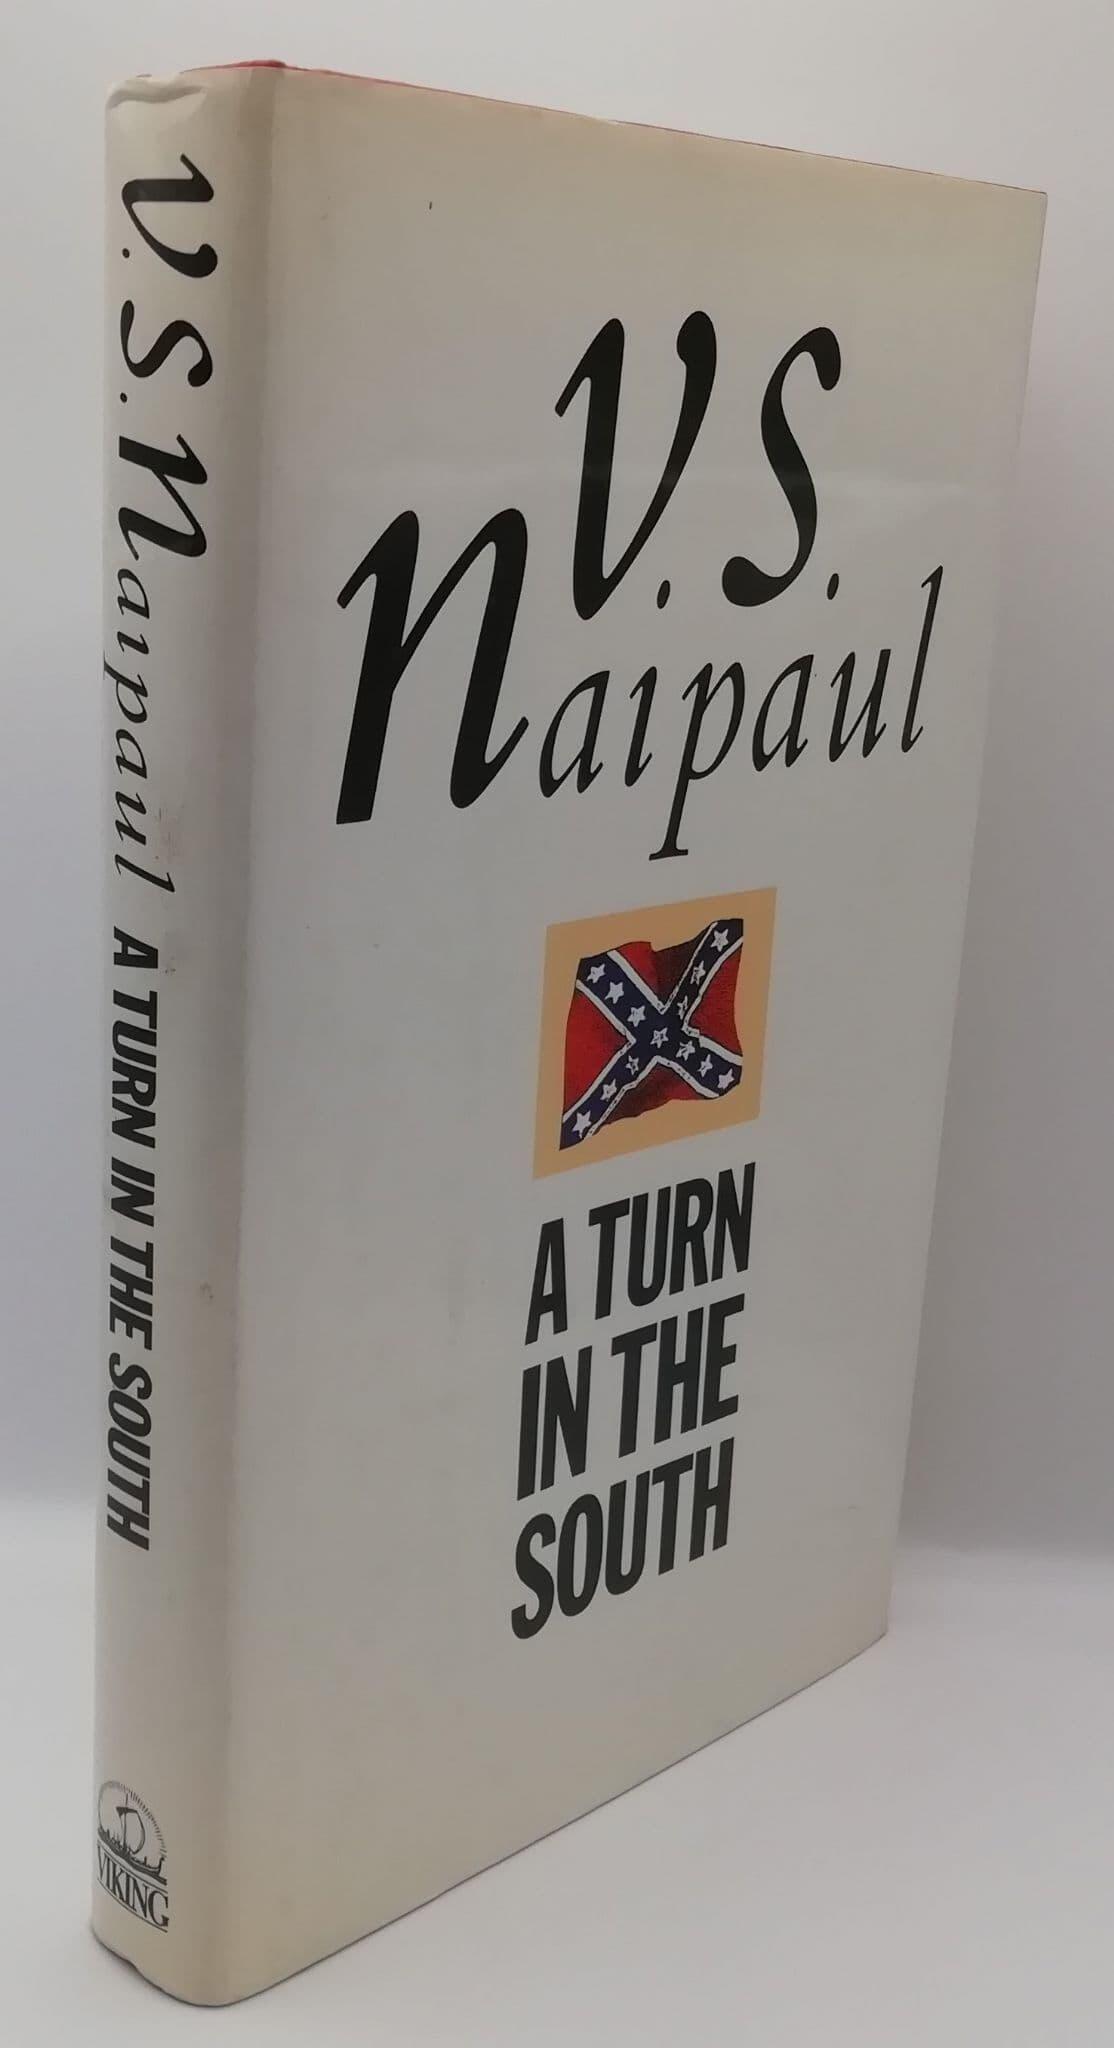 V. S. Naipaul A TURN IN THE SOUTH
VIKING
V. S.
Naipaul
A TURN
IN THE
SOUTH